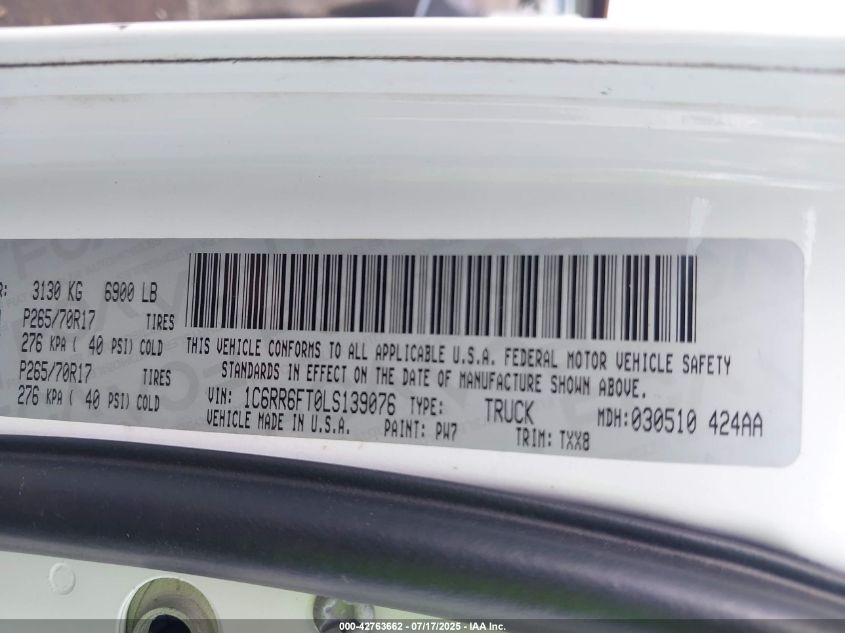 R: 3130 KG 6900 LB
P265/70R17 TIRES
276 KPA ( 40 PSI) COLD
P265/70R17 TIRES
276 KPA ( 40 PSI) COLD
THIS VEHICLE CONFORMS TO ALL APPLICABLE U.S.A. FEDERAL MOTOR VEHICLE SAFETY
STANDARDS IN EFFECT ON THE DATE OF MANUFACTURE SHOWN ABOVE.
VIN: 1C6RR6FT0LS139076 TYPE: TRUCK MDH:030510 424AA
VEHICLE MADE IN U.S.A. PAINT: PW7 TRIM: TXX8
000-42763662 - 07/17/2025 - IAA Inc.